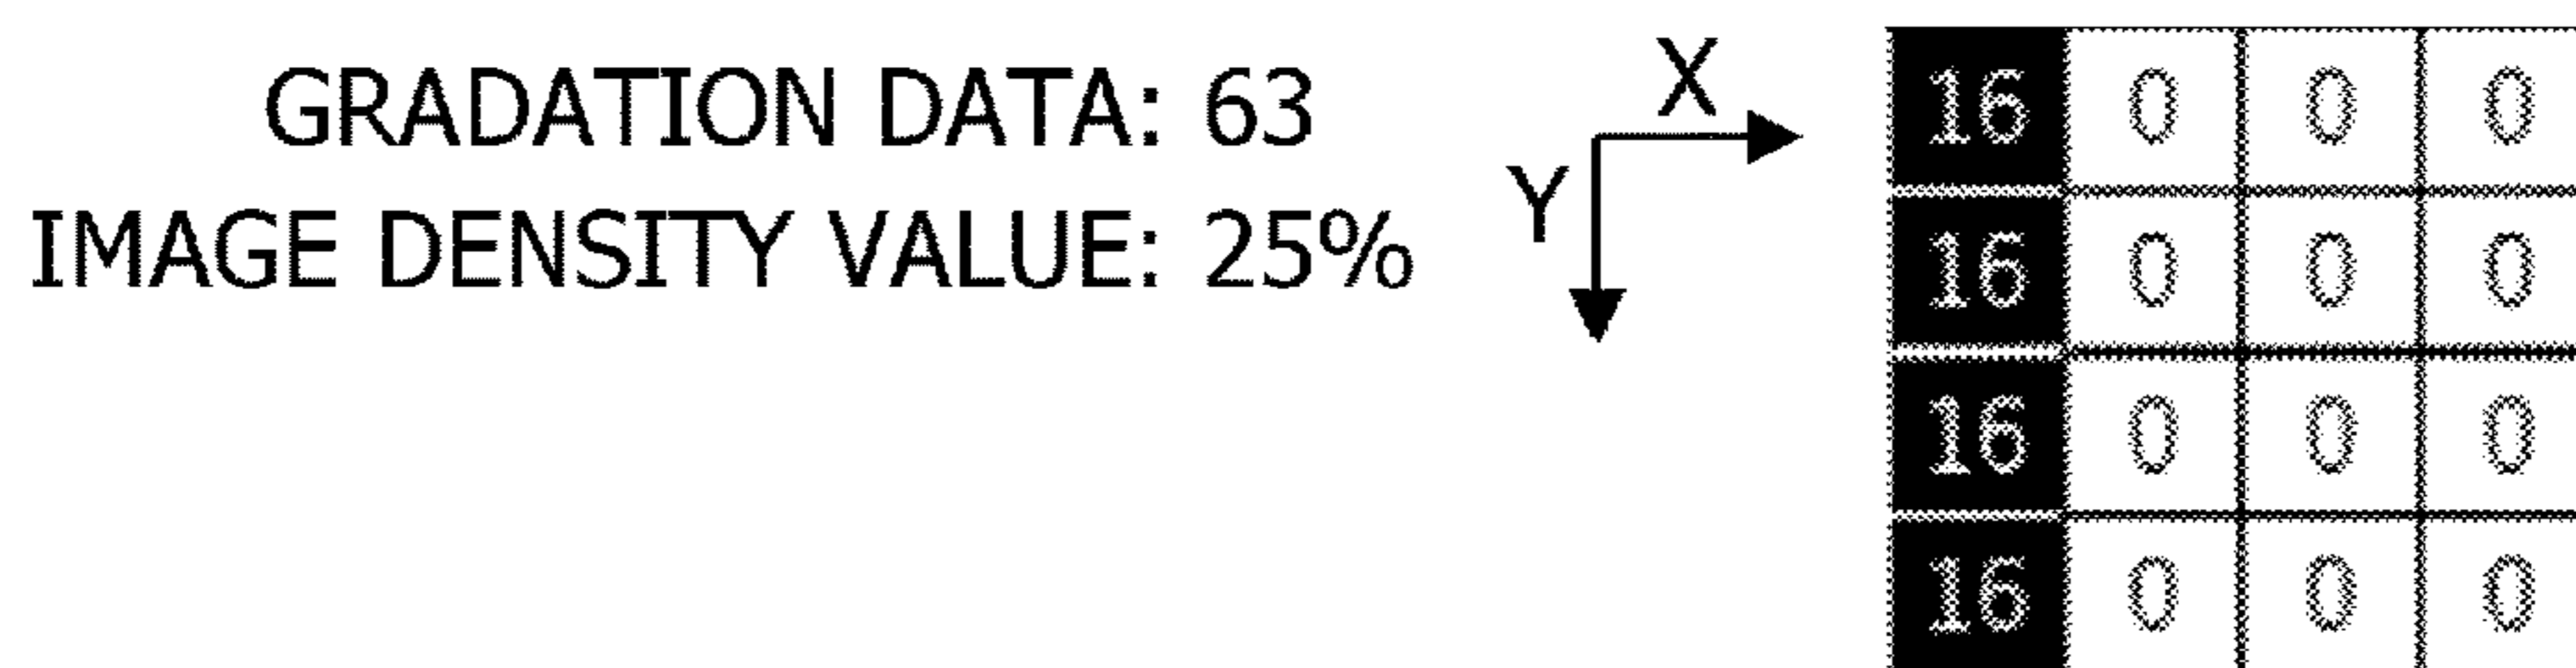 GRADATION DATA: 63
IMAGE DENSITY VALUE: 25%
X
Y
16 0 0 0
16 0 0 0
16 0 0 0
16 0 0 0